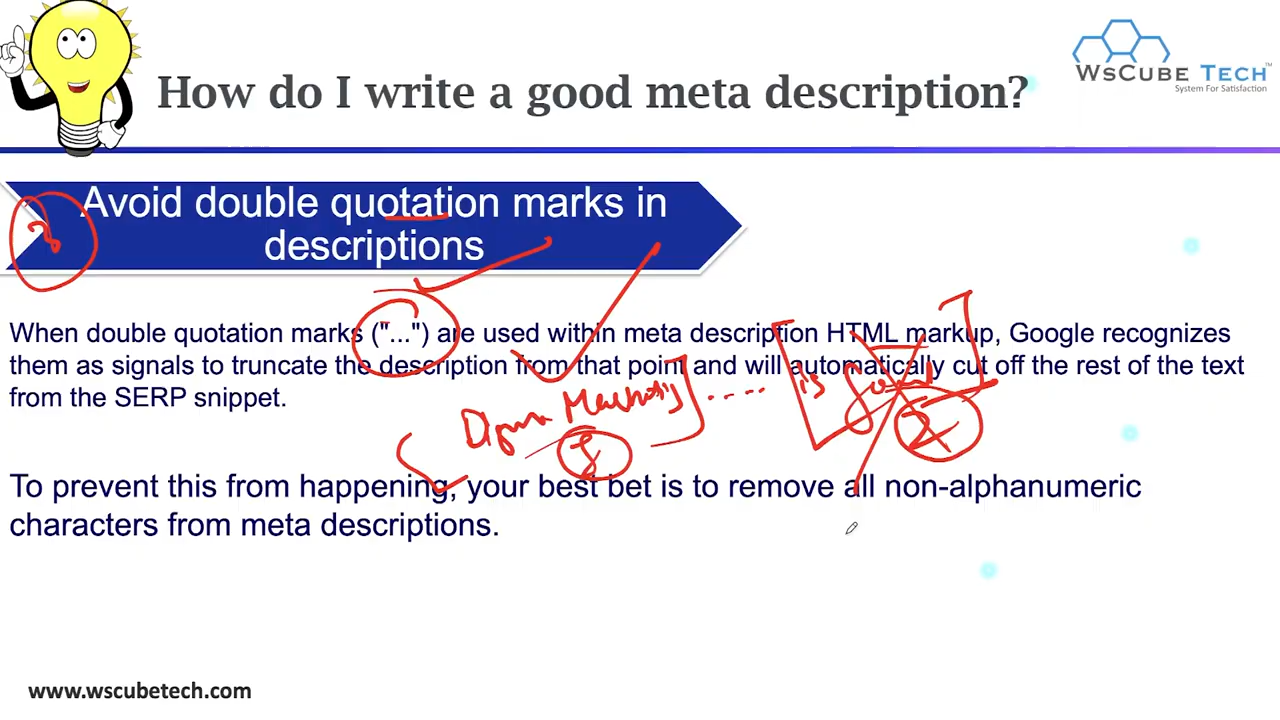 How do I write a good meta description?
WsCube Tech™
System For Satisfaction
Avoid double quotation marks in
descriptions
When double quotation marks ("...") are used within meta description HTML markup, Google recognizes
them as signals to truncate the description from that point and will automatically cut off the rest of the text
from the SERP snippet.
is
2
To prevent this from happening, your best bet is to remove all non-alphanumeric
characters from meta descriptions.
www.wscubetech.com